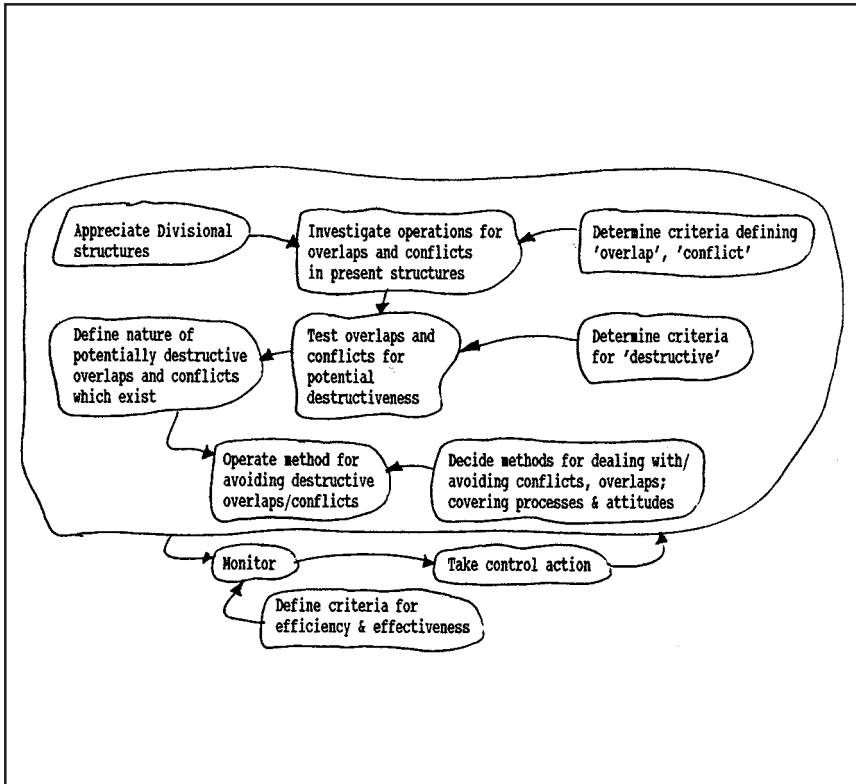 Appreciate Divisional
structures
Investigate operations for
overlaps and conflicts
in present structures
Determine criteria defining
'overlap', 'conflict'
Define nature of
potentially destructive
overlaps and conflicts
which exist
Test overlaps and
conflicts for
potential
destructiveness
Determine criteria
for 'destructive'
Operate method for
avoiding destructive
overlaps/conflicts
Decide methods for dealing with/
avoiding conflicts, overlaps;
covering processes & attitudes
Monitor
Take control action
Define criteria for
efficiency & effectiveness